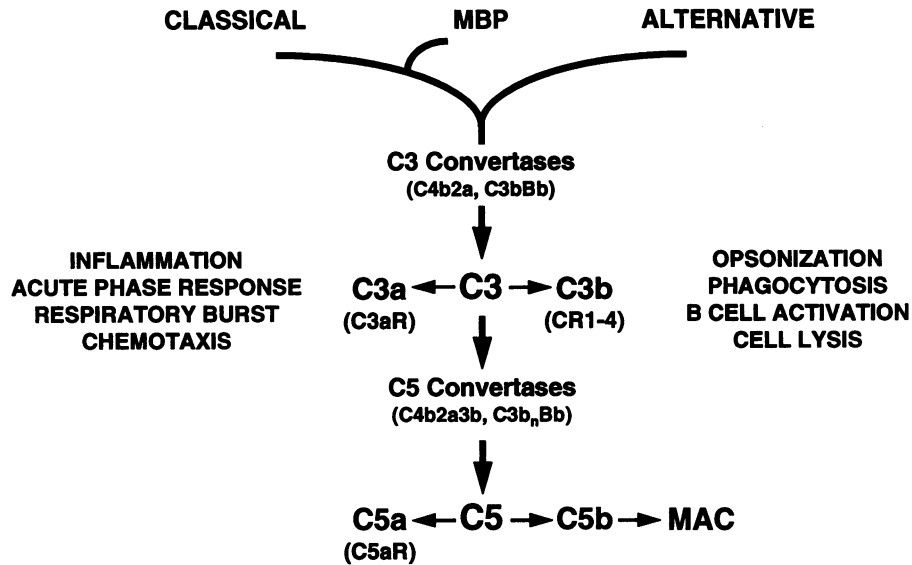 CLASSICAL MBP ALTERNATIVE
C3 Convertases
(C4b2a, C3bBb)
INFLAMMATION
ACUTE PHASE RESPONSE
RESPIRATORY BURST
CHEMOTAXIS
C3a C3 C3b
(C3aR) (CR1-4)
OPSONIZATION
PHAGOCYTOSIS
B CELL ACTIVATION
CELL LYSIS
C5 Convertases
(C4b2a3b, C3bₙBb)
C5a C5 C5b MAC
(C5aR)